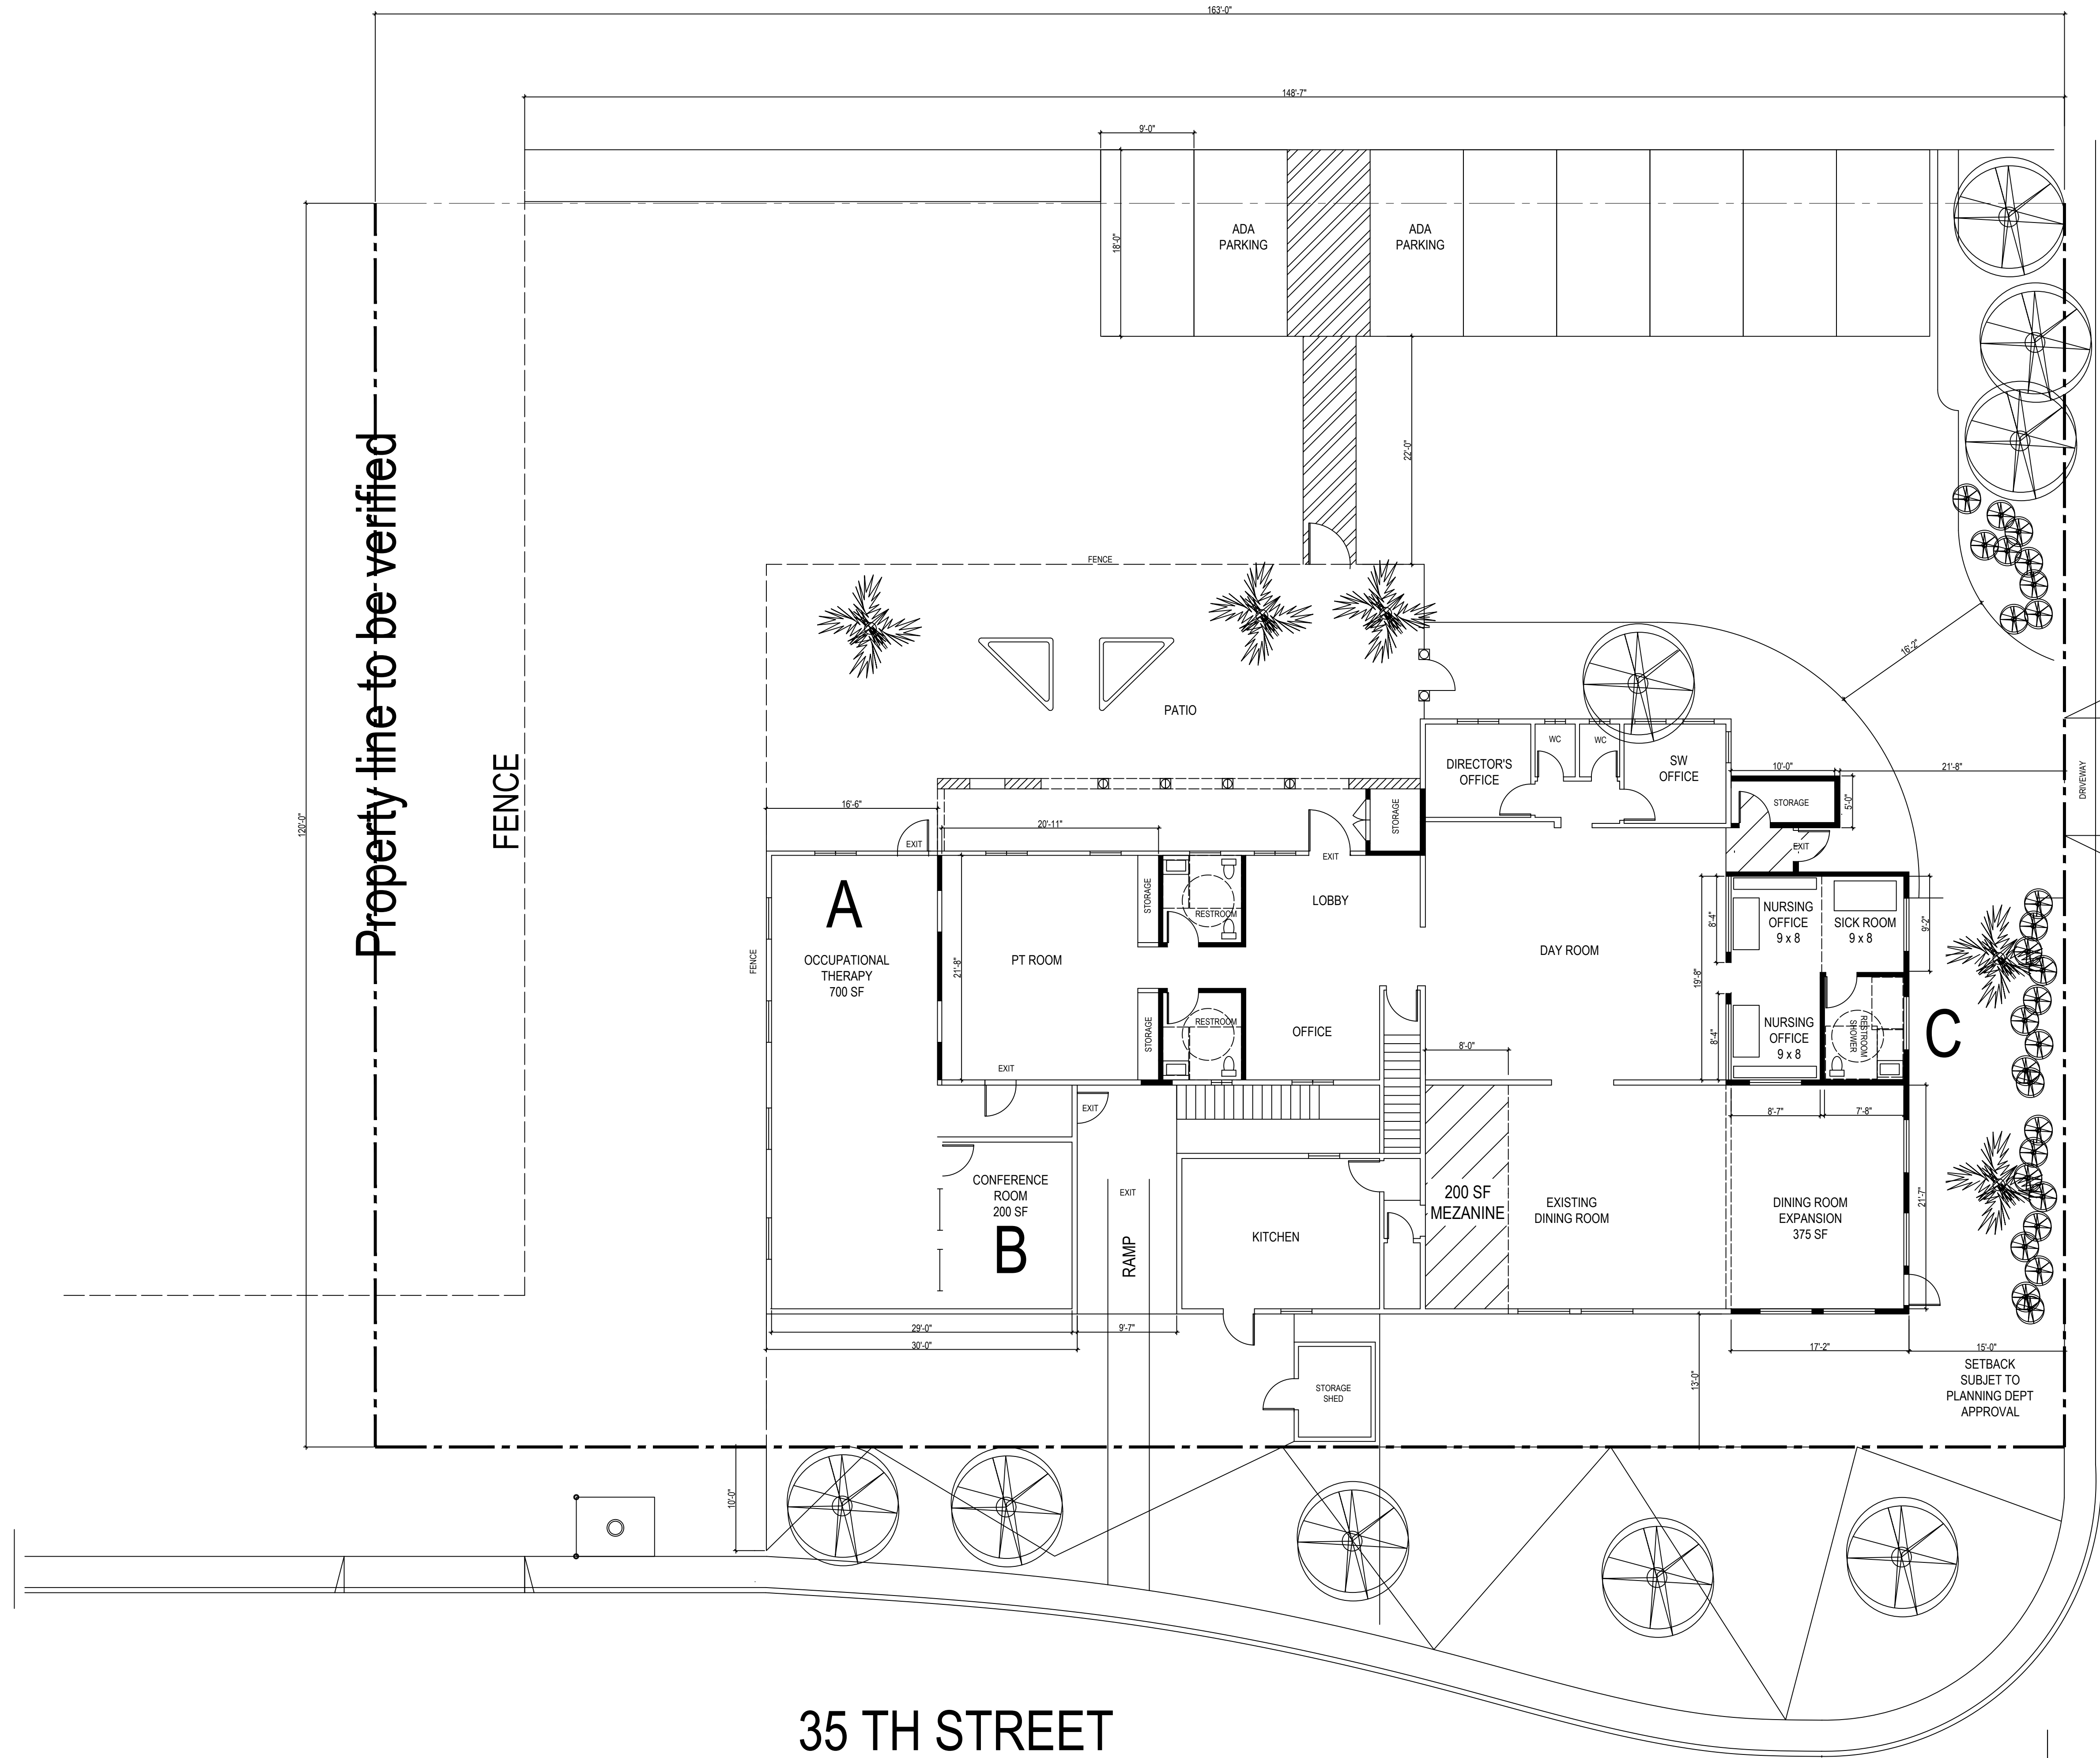 163'-0"
148'-7"
9'-0"
18'-0"
ADA
PARKING
ADA
PARKING
22'-0"
Property line to be verified
FENCE
120'-0"
FENCE
16'-2"
PATIO
DIRECTOR'S
OFFICE
WC
WC
SW
OFFICE
10'-0"
21'-8"
DRIVEWAY
STORAGE
5'-0"
EXIT
16'-6"
20'-11"
STORAGE
EXIT
EXIT
A
OCCUPATIONAL
THERAPY
700 SF
FENCE
21'-8"
PT ROOM
STORAGE
RESTROOM
LOBBY
DAY ROOM
8'-4"
19'-8"
NURSING
OFFICE
9 x 8
SICK ROOM
9 x 8
9'-2"
STORAGE
RESTROOM
OFFICE
8'-4"
NURSING
OFFICE
9 x 8
RESTROOM
SHOWER
C
8'-0"
EXIT
EXIT
8'-7"
7'-8"
CONFERENCE
ROOM
200 SF
B
EXIT
RAMP
KITCHEN
200 SF
MEZANINE
EXISTING
DINING ROOM
DINING ROOM
EXPANSION
375 SF
21'-7"
29'-0"
9'-7"
30'-0"
17'-2"
15'-0"
13'-0"
STORAGE
SHED
SETBACK
SUBJET TO
PLANNING DEPT
APPROVAL
10'-0"
35 TH STREET